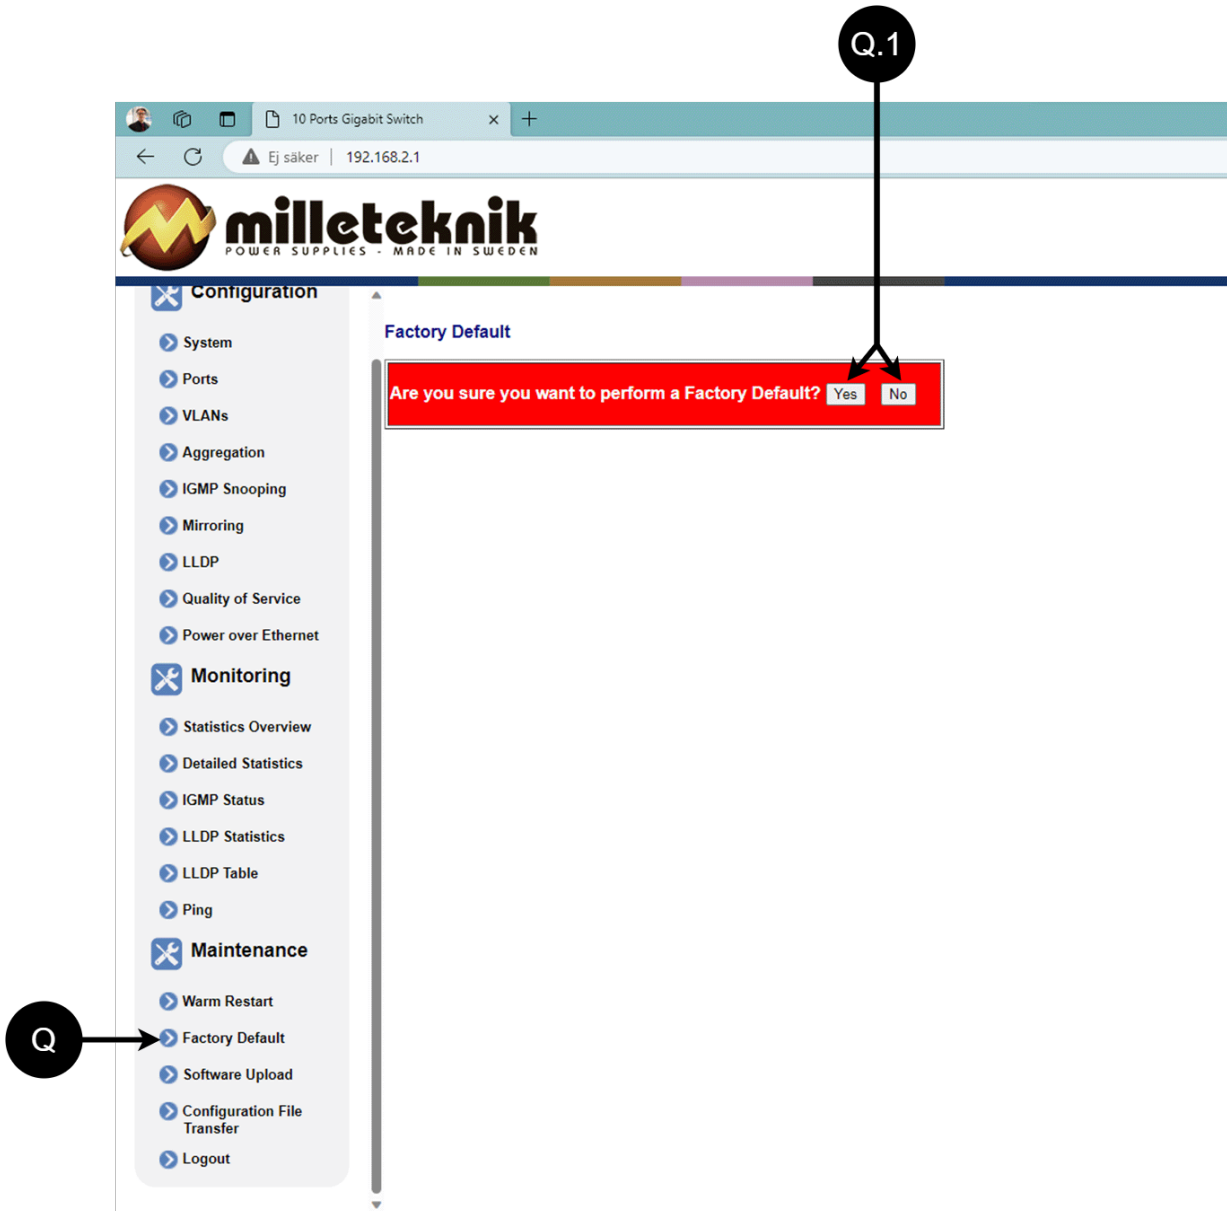 Q.1
10 Ports Gigabit Switch
Ej säker | 192.168.2.1
milleteknik
POWER SUPPLIES - MADE IN SWEDEN
Configuration
System
Ports
VLANs
Aggregation
IGMP Snooping
Mirroring
LLDP
Quality of Service
Power over Ethernet
Monitoring
Statistics Overview
Detailed Statistics
IGMP Status
LLDP Statistics
LLDP Table
Ping
Maintenance
Warm Restart
Q
Factory Default
Software Upload
Configuration File
Transfer
Logout
Factory Default
Are you sure you want to perform a Factory Default? Yes No